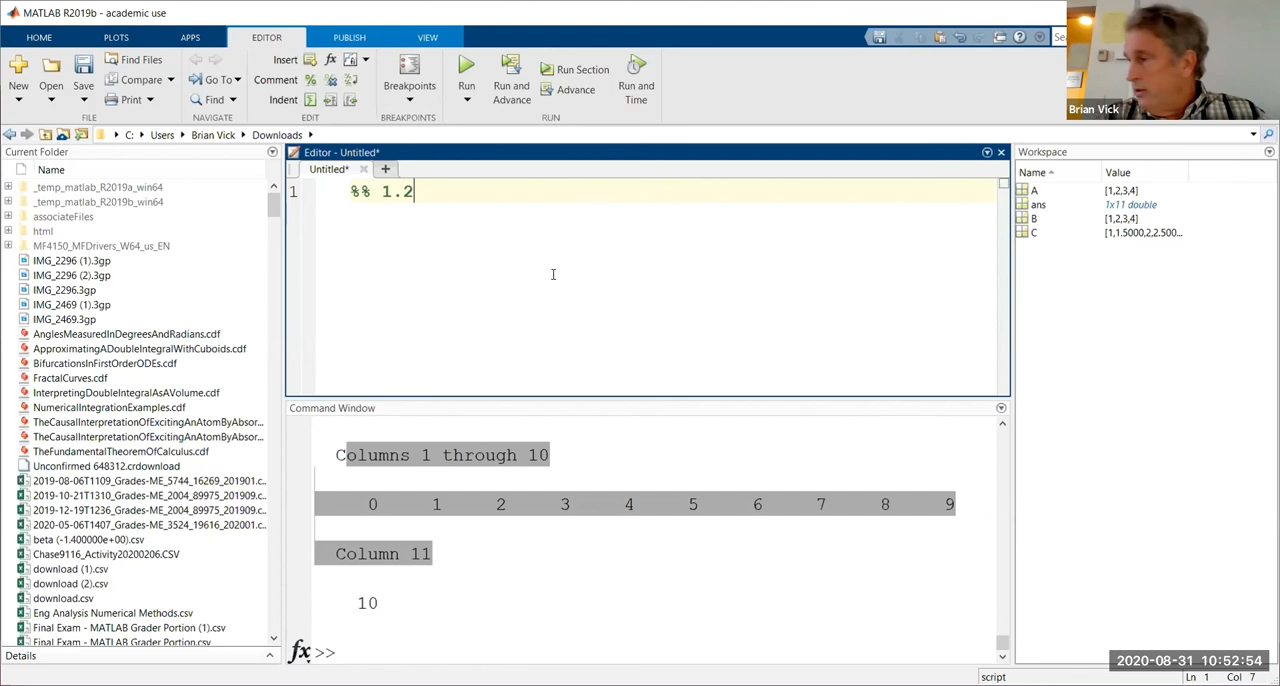 MATLAB R2019b - academic use
HOME PLOTS APPS EDITOR PUBLISH VIEW
Se
New Open Save
Find Files
Compare
Print
Go To
Find
Insert
Comment
Indent
Breakpoints
Run
Run and Advance
Run Section
Advance
Run and Time
FILE NAVIGATE EDIT BREAKPOINTS RUN
Brian Vick
C: Users Brian Vick Downloads
Current Folder
Name
_temp_matlab_R2019a_win64
_temp_matlab_R2019b_win64
associateFiles
html
MF4150_MFDrivers_W64_us_EN
IMG_2296 (1).3gp
IMG_2296 (2).3gp
IMG_2296.3gp
IMG_2469 (1).3gp
IMG_2469.3gp
AnglesMeasuredInDegreesAndRadians.cdf
ApproximatingADoubleIntegralWithCuboids.cdf
BifurcationsInFirstOrderODEs.cdf
FractalCurves.cdf
InterpretingDoubleIntegralAsAVolume.cdf
NumericalIntegrationExamples.cdf
TheCausalInterpretationOfExcitingAnAtomByAbsor...
TheCausalInterpretationOfExcitingAnAtomByAbsor...
TheFundamentalTheoremOfCalculus.cdf
Unconfirmed 648312.crdownload
2019-08-06T1109_Grades-ME_5744_16269_201901.c...
2019-10-21T1310_Grades-ME_2004_89975_201909.c...
2019-12-19T1236_Grades-ME_2004_89975_201909.c...
2020-05-06T1407_Grades-ME_3524_19616_202001.c...
beta (-1.400000e+00).csv
Chase9116_Activity20200206.CSV
download (1).csv
download (2).csv
download.csv
Eng Analysis Numerical Methods.csv
Final Exam - MATLAB Grader Portion (1).csv
Final Exam - MATLAB Grader Portion.csv
Details
Editor - Untitled*
Untitled*
1 %% 1.2
Command Window
Columns 1 through 10
0 1 2 3 4 5 6 7 8 9
Column 11
10
fx >>
Workspace
Name Value
A [1,2,3,4]
ans 1x11 double
B [1,2,3,4]
C [1,1.5000,2,2.500...
2020-08-31 10:52:54
script Ln 1 Col 7